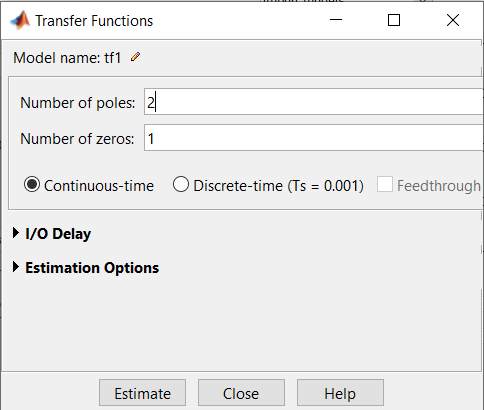 Transfer Functions
Model name: tf1
Number of poles: 2
Number of zeros: 1
Continuous-time Discrete-time (Ts = 0.001) Feedthrough
I/O Delay
Estimation Options
Estimate Close Help